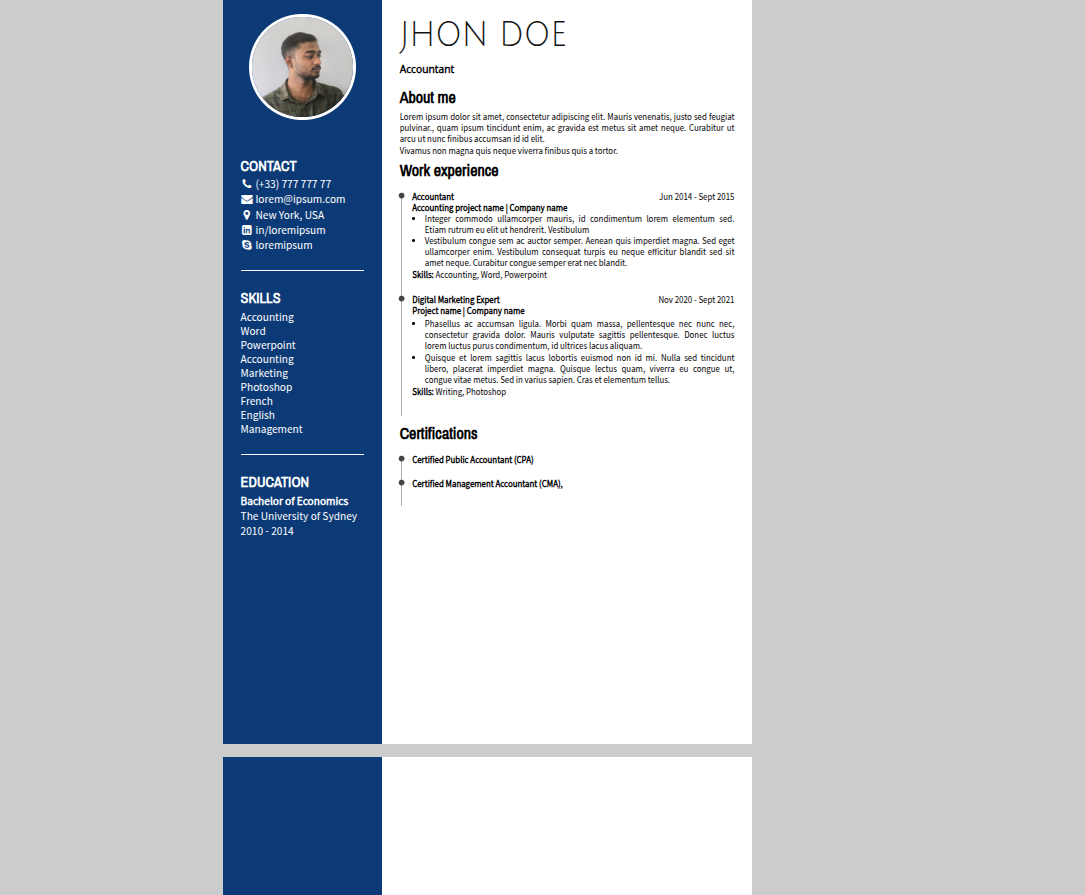 JHON DOE
Accountant
About me
Lorem ipsum dolor sit amet, consectetur adipiscing elit. Mauris venenatis, justo sed feugiat
pulvinar., quam ipsum tincidunt enim, ac gravida est metus sit amet neque. Curabitur ut
arcu ut nunc finibus accumsan id id elit.
Vivamus non magna quis neque viverra finibus quis a tortor.
Work experience
Accountant Jun 2014 - Sept 2015
Accounting project name | Company name
• Integer commodo ullamcorper mauris, id condimentum lorem elementum sed.
Etiam rutrum eu elit ut hendrerit. Vestibulum
• Vestibulum congue sem ac auctor semper. Aenean quis imperdiet magna. Sed eget
ullamcorper enim. Vestibulum consequat turpis eu neque efficitur blandit sed sit
amet neque. Curabitur congue semper erat nec blandit.
Skills: Accounting, Word, Powerpoint
Digital Marketing Expert Nov 2020 - Sept 2021
Project name | Company name
• Phasellus ac accumsan ligula. Morbi quam massa, pellentesque nec nunc nec,
consectetur gravida dolor. Mauris vulputate sagittis pellentesque. Donec luctus
lorem luctus purus condimentum, id ultrices lacus aliquam.
• Quisque et lorem sagittis lacus lobortis euismod non id mi. Nulla sed tincidunt
libero, placerat imperdiet magna. Quisque lectus quam, viverra eu congue ut,
congue vitae metus. Sed in varius sapien. Cras et elementum tellus.
Skills: Writing, Photoshop
Certifications
Certified Public Accountant (CPA)
Certified Management Accountant (CMA),
CONTACT
(+33) 777 777 77
lorem@ipsum.com
New York, USA
in/loremipsum
loremipsum
SKILLS
Accounting
Word
Powerpoint
Accounting
Marketing
Photoshop
French
English
Management
EDUCATION
Bachelor of Economics
The University of Sydney
2010 - 2014